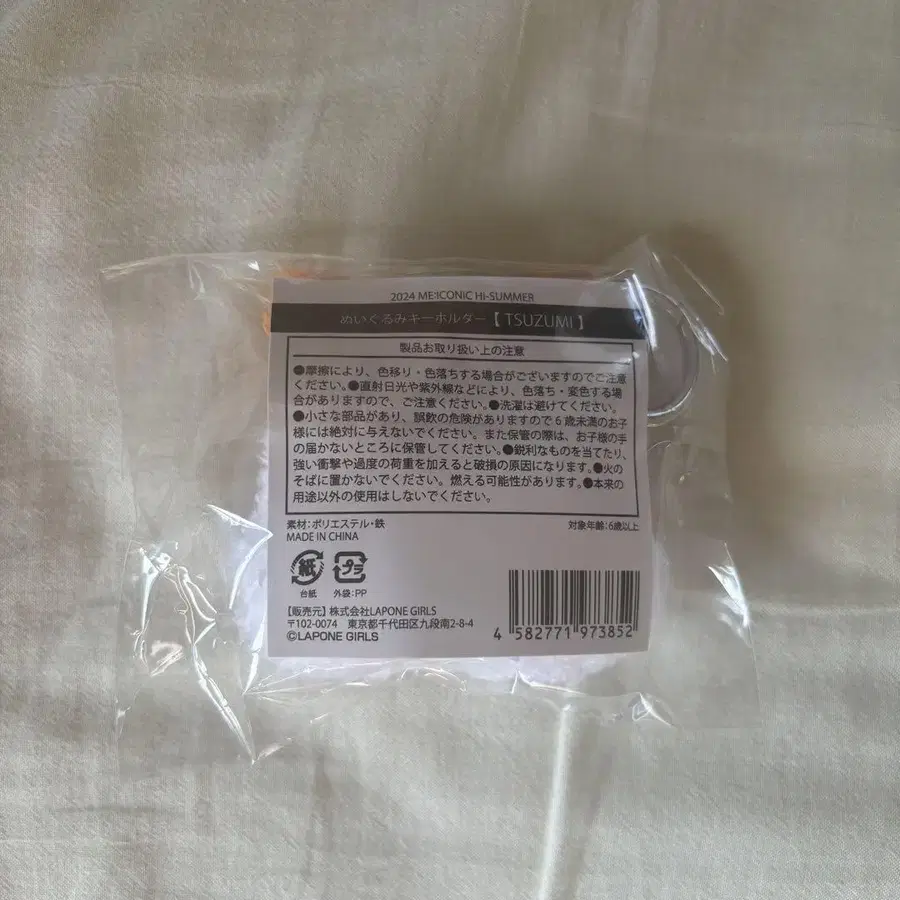 2024 ME:ICONIC Hi-SUMMER
ぬいぐるみキーホルダー【 TSUZUMI 】
製品お取り扱い上の注意
●摩擦により、色移り・色落ちする場合がございますのでご注意
ください。●直射日光や紫外線などにより、色落ち・変色する場
合がありますので、ご注意ください。●洗濯は避けてください。
●小さな部品があり、誤飲の危険がありますので6歳未満のお子
様には絶対に与えないでください。また保管の際は、お子様の手
の届かないところに保管してください。●鋭利なものを当てたり、
強い衝撃や過度の荷重を加えると破損の原因になります。●火の
そばに置かないでください。燃える可能性があります。●本来の
用途以外の使用はしないでください。
素材:ポリエステル・鉄
対象年齢:6歳以上
MADE IN CHINA
紙
プラ
台紙
外袋:PP
【販売元】株式会社LAPONE GIRLS
〒102-0074 東京都千代田区九段南2-8-4
©LAPONE GIRLS
4 582771 973852